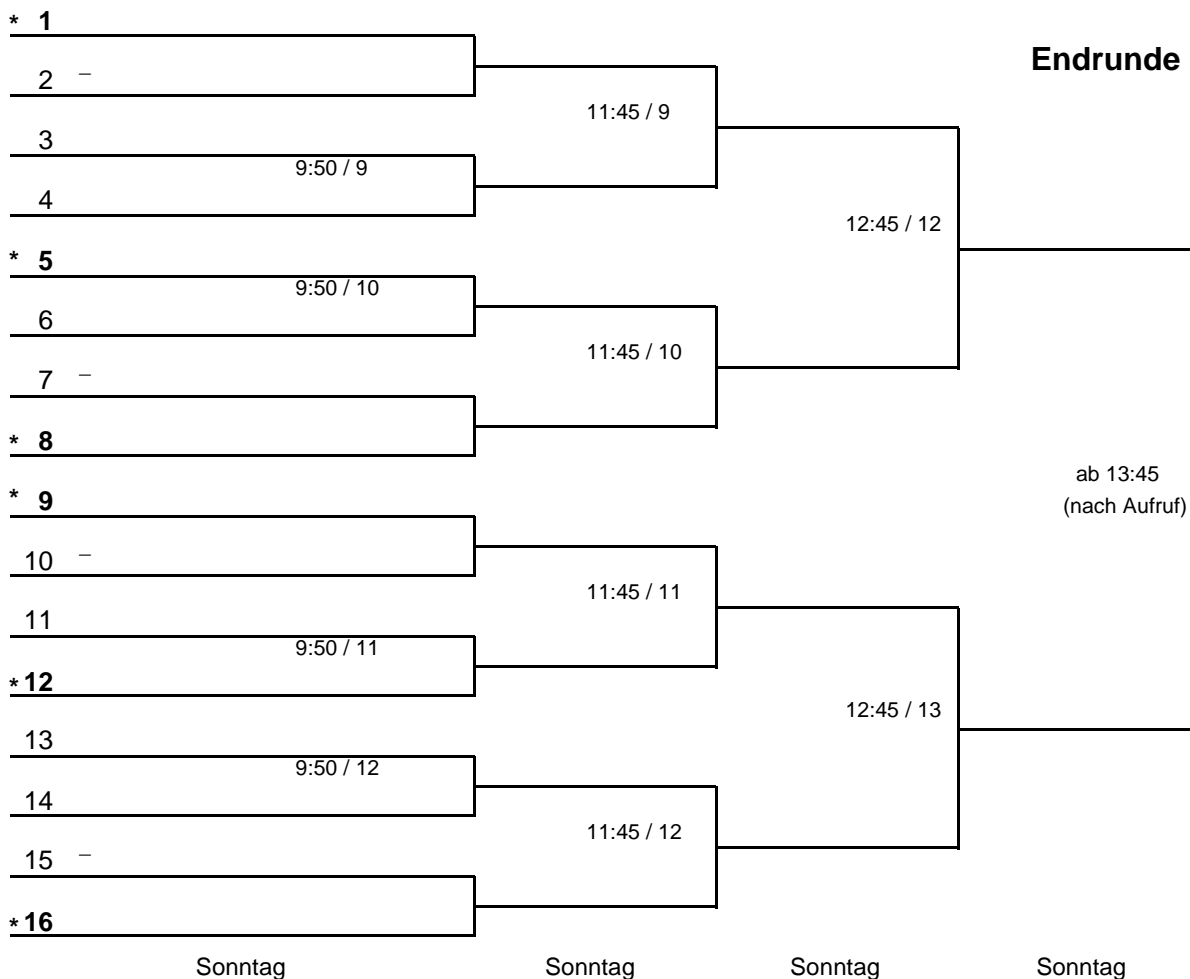 * 1
Endrunde
2 –
11:45 / 9
3
9:50 / 9
4
12:45 / 12
* 5
9:50 / 10
6
11:45 / 10
7 –
* 8
ab 13:45
(nach Aufruf)
* 9
10 –
11:45 / 11
11
9:50 / 11
* 12
12:45 / 13
13
9:50 / 12
14
11:45 / 12
15 –
* 16
Sonntag Sonntag Sonntag Sonntag